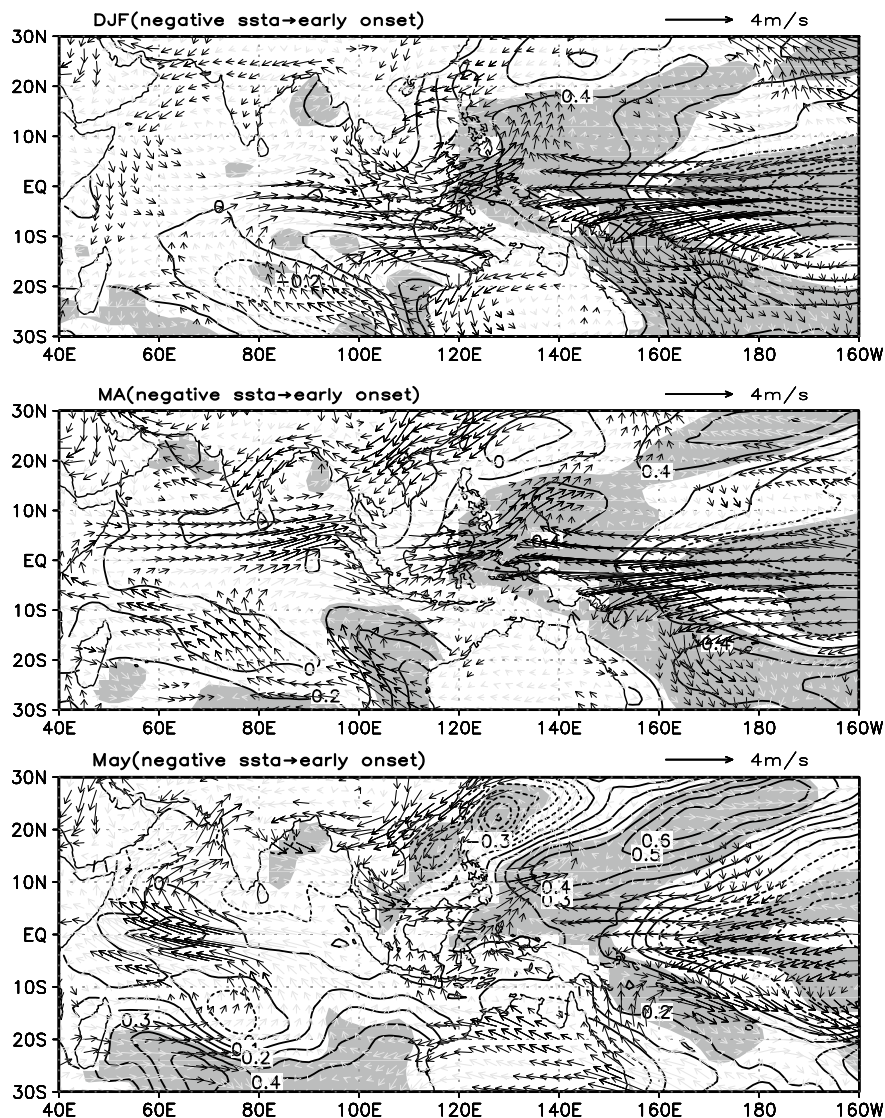 DJF(negative ssta→early onset) 4m/s
30N
20N
0.4
10N
EQ
0
10S
20S
-0.2
30S
40E 60E 80E 100E 120E 140E 160E 180 160W
MA(negative ssta→early onset) 4m/s
30N
0
20N
0.4
10N
0.4
EQ
10S
0.4
20S
0
0.2
30S
40E 60E 80E 100E 120E 140E 160E 180 160W
May(negative ssta→early onset) 4m/s
30N
20N
-0.3 0.6
0.5
10N
0 0.4
0.3
EQ
10S
0.3 0.2
20S
0.1
0.2
0.4
30S
40E 60E 80E 100E 120E 140E 160E 180 160W